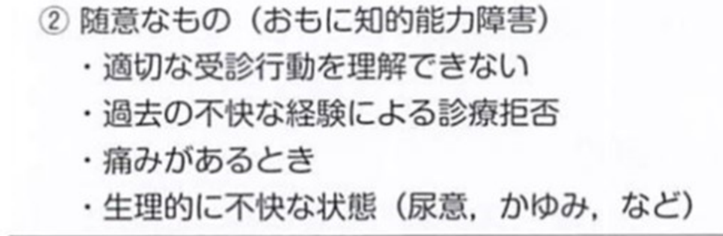 ② 随意なもの（おもに知的能力障害）
・適切な受診行動を理解できない
・過去の不快な経験による診療拒否
・痛みがあるとき
・生理的に不快な状態（尿意，かゆみ，など）